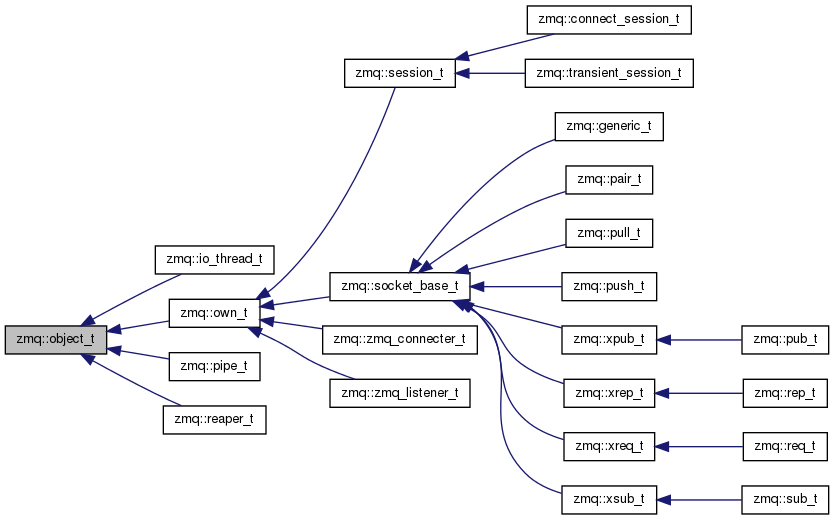 zmq::connect_session_t
zmq::session_t
zmq::transient_session_t
zmq::generic_t
zmq::pair_t
zmq::pull_t
zmq::io_thread_t
zmq::socket_base_t
zmq::push_t
zmq::own_t
zmq::object_t
zmq::zmq_connecter_t
zmq::xpub_t
zmq::pub_t
zmq::pipe_t
zmq::zmq_listener_t
zmq::xrep_t
zmq::rep_t
zmq::reaper_t
zmq::xreq_t
zmq::req_t
zmq::xsub_t
zmq::sub_t